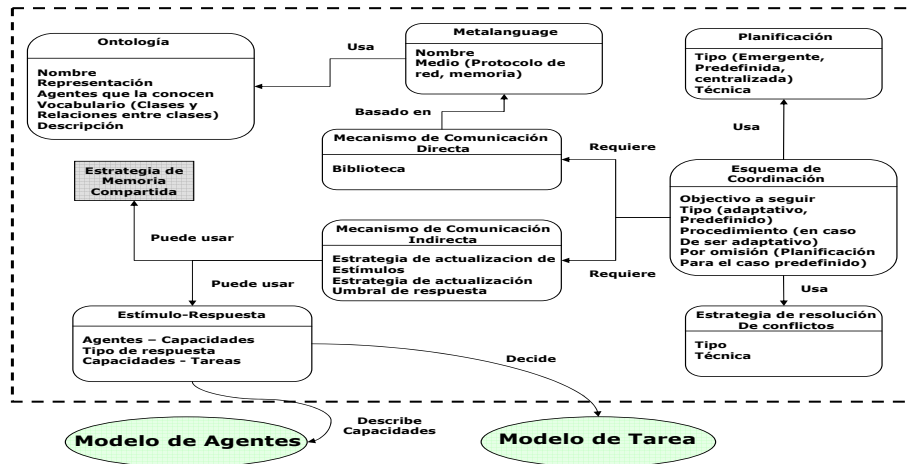 Ontología
Nombre
Representación
Agentes que la conocen
Vocabulario (Clases y
Relaciones entre clases)
Descripción
Usa
Metalanguage
Nombre
Medio (Protocolo de
red, memoria)
Planificación
Tipo (Emergente,
Predefinida,
centralizada)
Técnica
Basado en
Usa
Mecanismo de Comunicación
Directa
Biblioteca
Requiere
Esquema de
Coordinación
Objectivo a seguir
Tipo (adaptativo,
Predefinido)
Procedimiento (en caso
De ser adaptativo)
Por omisión (Planificación
Para el caso predefinido)
Estrategia de
Memoria
Compartida
Puede usar
Mecanismo de Comunicación
Indirecta
Estrategia de actualizacion de
Estímulos
Estrategia de actualización
Umbral de respuesta
Requiere
Puede usar
Usa
Estímulo-Respuesta
Agentes – Capacidades
Tipo de respuesta
Capacidades - Tareas
Estrategia de resolución
De conflictos
Tipo
Técnica
Decide
Describe
Capacidades
Modelo de Agentes
Modelo de Tarea